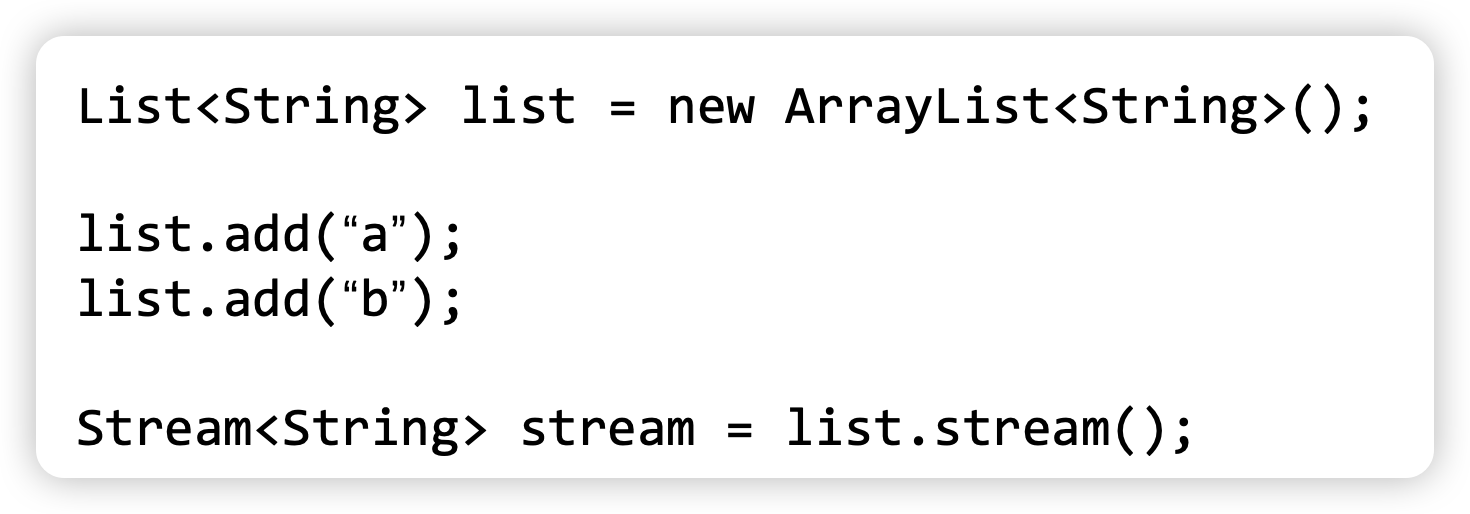 List<String> list = new ArrayList<String>();
list.add(“a”);
list.add(“b”);
Stream<String> stream = list.stream();